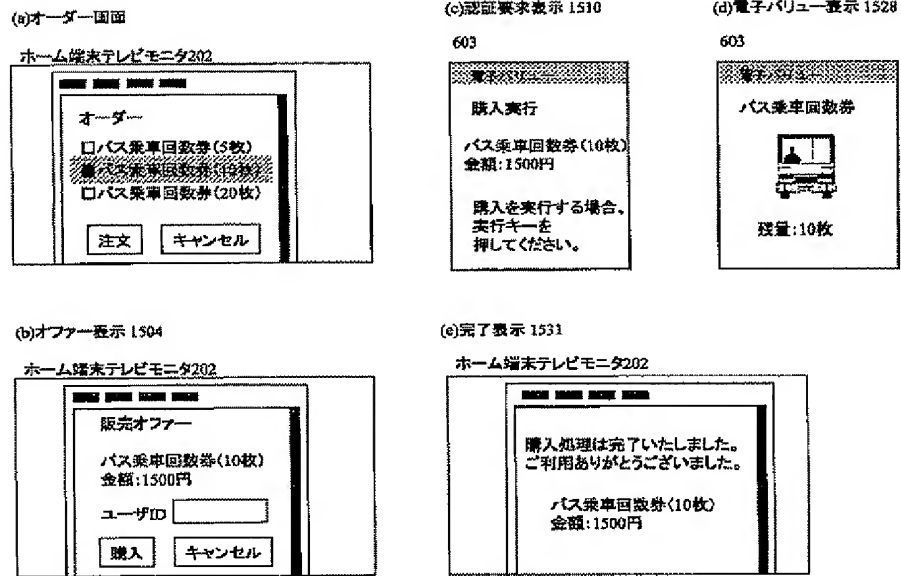 (a)オーダー画面
ホーム端末テレビモニタ202
オーダー
□バス乗車回数券(5枚)
■バス乗車回数券(10枚)
□バス乗車回数券(20枚)
注文
キャンセル
(b)オファー表示 1504
ホーム端末テレビモニタ202
販売オファー
バス乗車回数券(10枚)
金額:1500円
ユーザID
購入
キャンセル
(c)認証要求表示 1510
603
電子バリュー
購入実行
バス乗車回数券(10枚)
金額:1500円
購入を実行する場合、
実行キーを
押してください。
(d)電子バリュー表示 1528
603
電子バリュー
バス乗車回数券
残量:10枚
(e)完了表示 1531
ホーム端末テレビモニタ202
購入処理は完了いたしました。
ご利用ありがとうございました。
バス乗車回数券(10枚)
金額:1500円